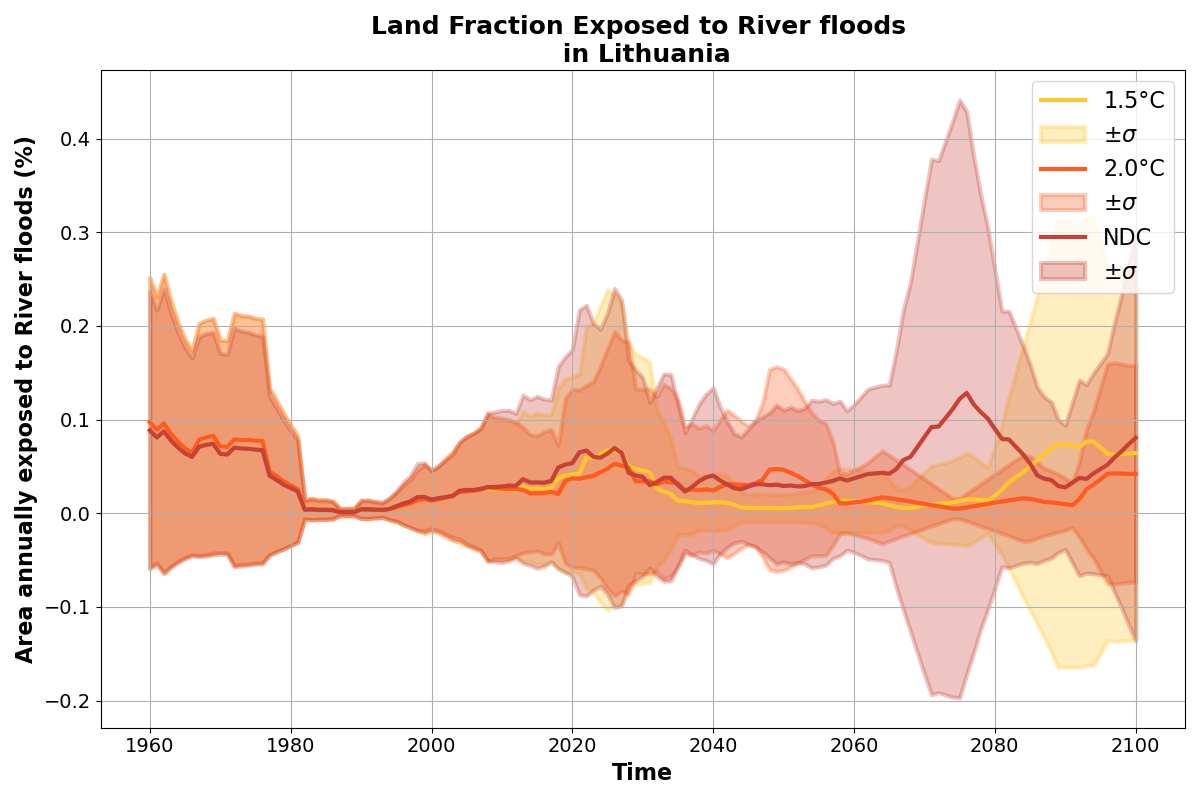 Land Fraction Exposed to River floods
in Lithuania
Area annually exposed to River floods (%)
0.4
0.3
0.2
0.1
0.0
−0.1
−0.2
1960
1980
2000
2020
2040
2060
2080
2100
Time
1.5°C
±σ
2.0°C
±σ
NDC
±σ